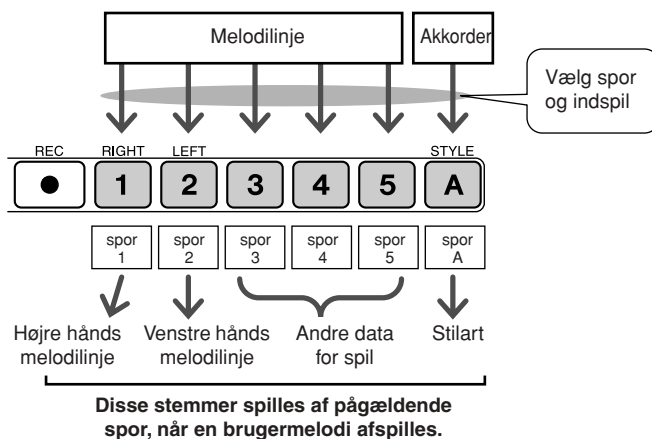 Melodilinje
Akkorder
Vælg spor
og indspil
REC
RIGHT
LEFT
STYLE
1
2
3
4
5
A
spor
1
spor
2
spor
3
spor
4
spor
5
spor
A
Højre hånds
melodilinje
Venstre hånds
melodilinje
Andre data
for spil
Stilart
Disse stemmer spilles af pågældende
spor, når en brugermelodi afspilles.